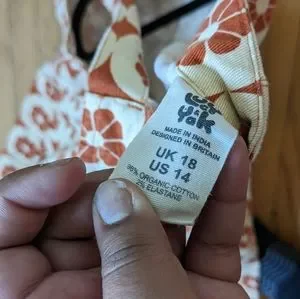 Lucy & Yak
MADE IN INDIA
DESIGNED IN BRITAIN
UK 18
US 14
98% ORGANIC COTTON
2% ELASTANE